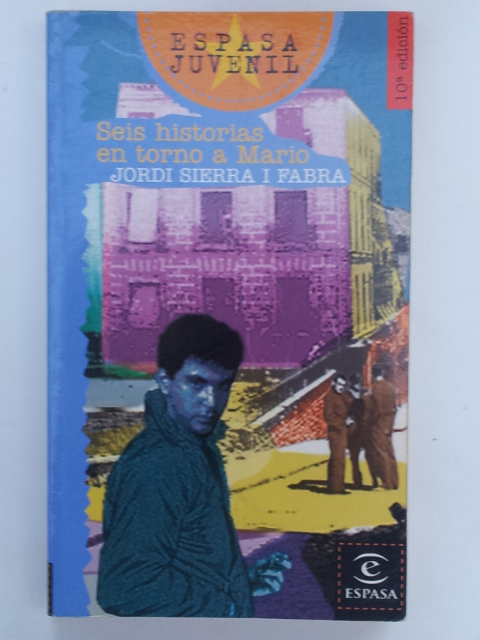 ESPASA
JUVENIL
10ª edición
Seis historias
en torno a Mario
JORDI SIERRA I FABRA
e
ESPASA